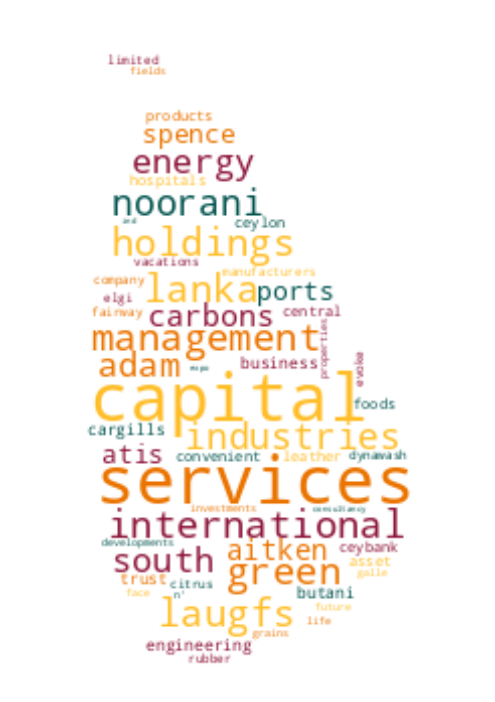 limited
fields
products
spence
energy
hospitals
noorani
and
ceylon
holdings
vacations
manufacturers
company
lanka
ports
elgi
fairway
carbons
central
management
properties
adam
expo
business
evoke
capital
foods
cargills
industries
atis
convenient
leather
dynawash
services
investments
consultancy
international
developments
aitken
ceybank
south
asset
green
galle
trust
citrus
face
n'
butani
future
laugfs
life
grains
engineering
rubber